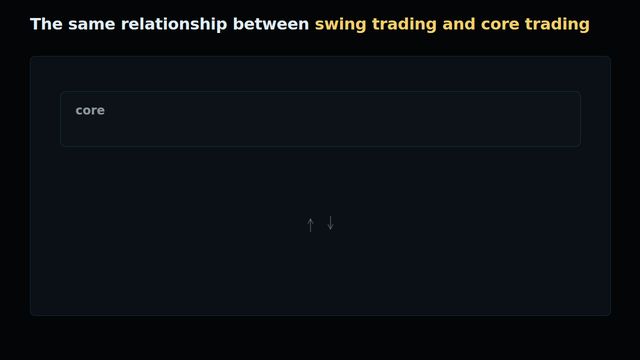 The same relationship between swing trading and core trading
core
↑ ↓